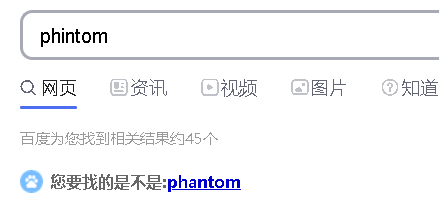 phintom
网页 资讯 视频 图片 知道
百度为您找到相关结果约45个
您要找的是不是:phantom